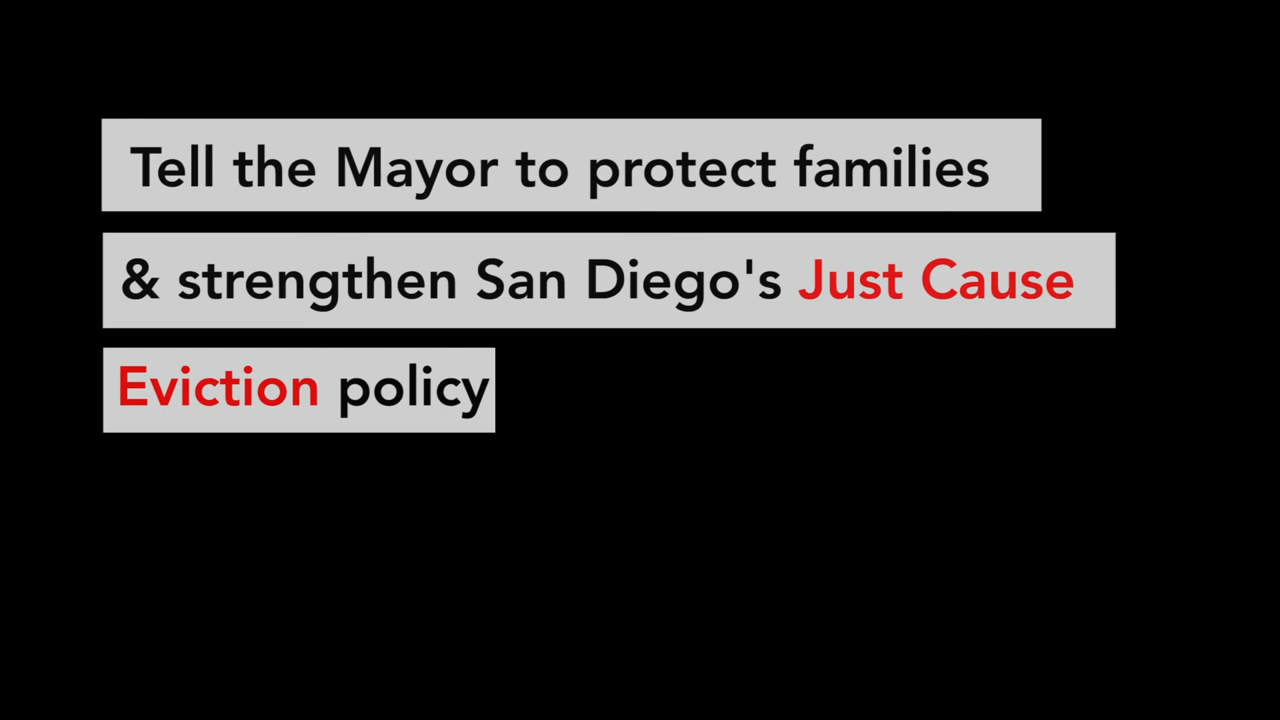 Tell the Mayor to protect families
& strengthen San Diego's Just Cause
Eviction policy